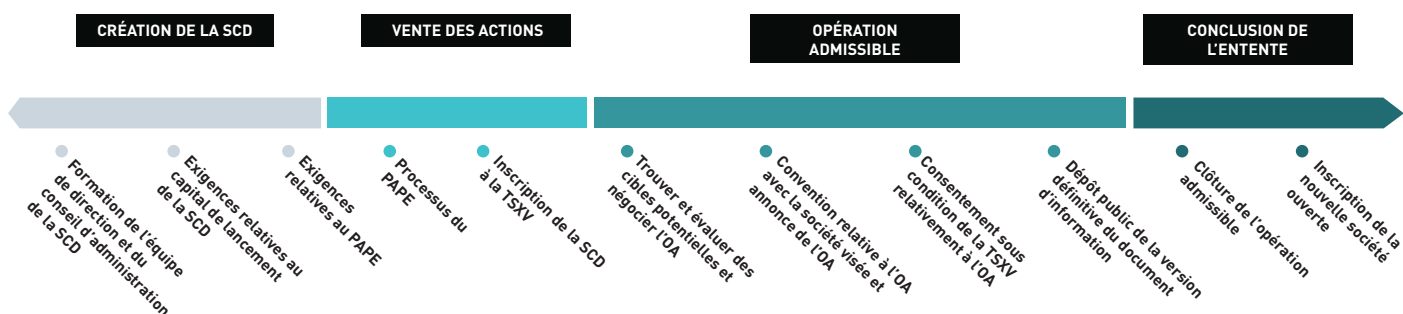 CRÉATION DE LA SCD
VENTE DES ACTIONS
OPÉRATION
ADMISSIBLE
CONCLUSION DE
L'ENTENTE
Formation de l'équipe
de direction et du
conseil d'administration
de la SCD
Exigences relatives au
capital de lancement
de la SCD
Exigences
relatives au PAPE
Processus du
PAPE
Inscription de la SCD
à la TSXV
Trouver et évaluer des
cibles potentielles et
négocier l'OA
Convention relative à l'OA
avec la société visée et
annonce de l'OA
Consentement sous
condition de la TSXV
relativement à l'OA
Dépôt public de la version
définitive du document
d'information
Clôture de l'opération
admissible
Inscription de la
nouvelle société
ouverte